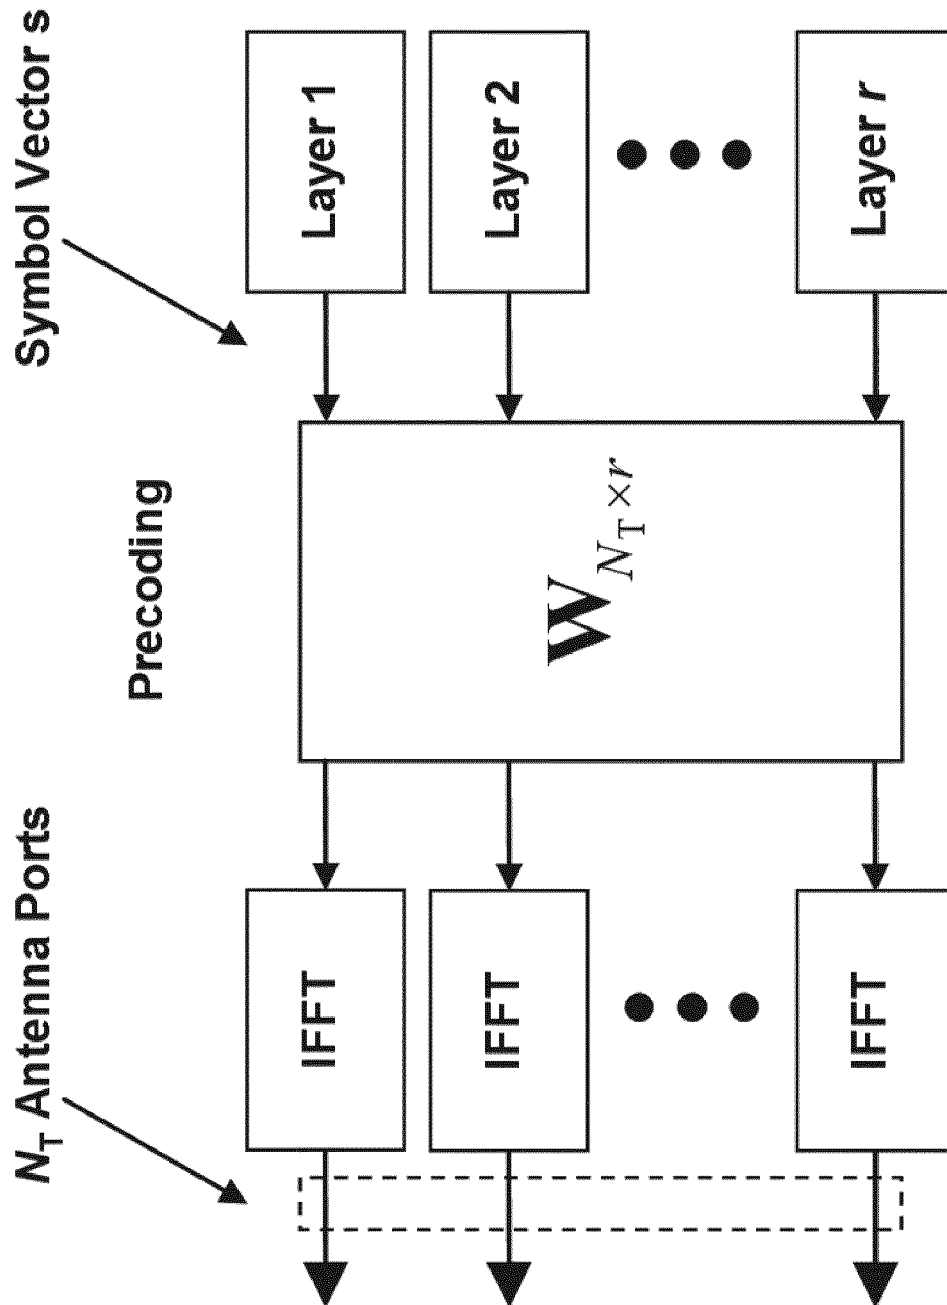 Symbol Vector s
Precoding
N_T Antenna Ports
Layer 1
Layer 2
Layer r
W_{N_T×r}
IFFT
IFFT
IFFT